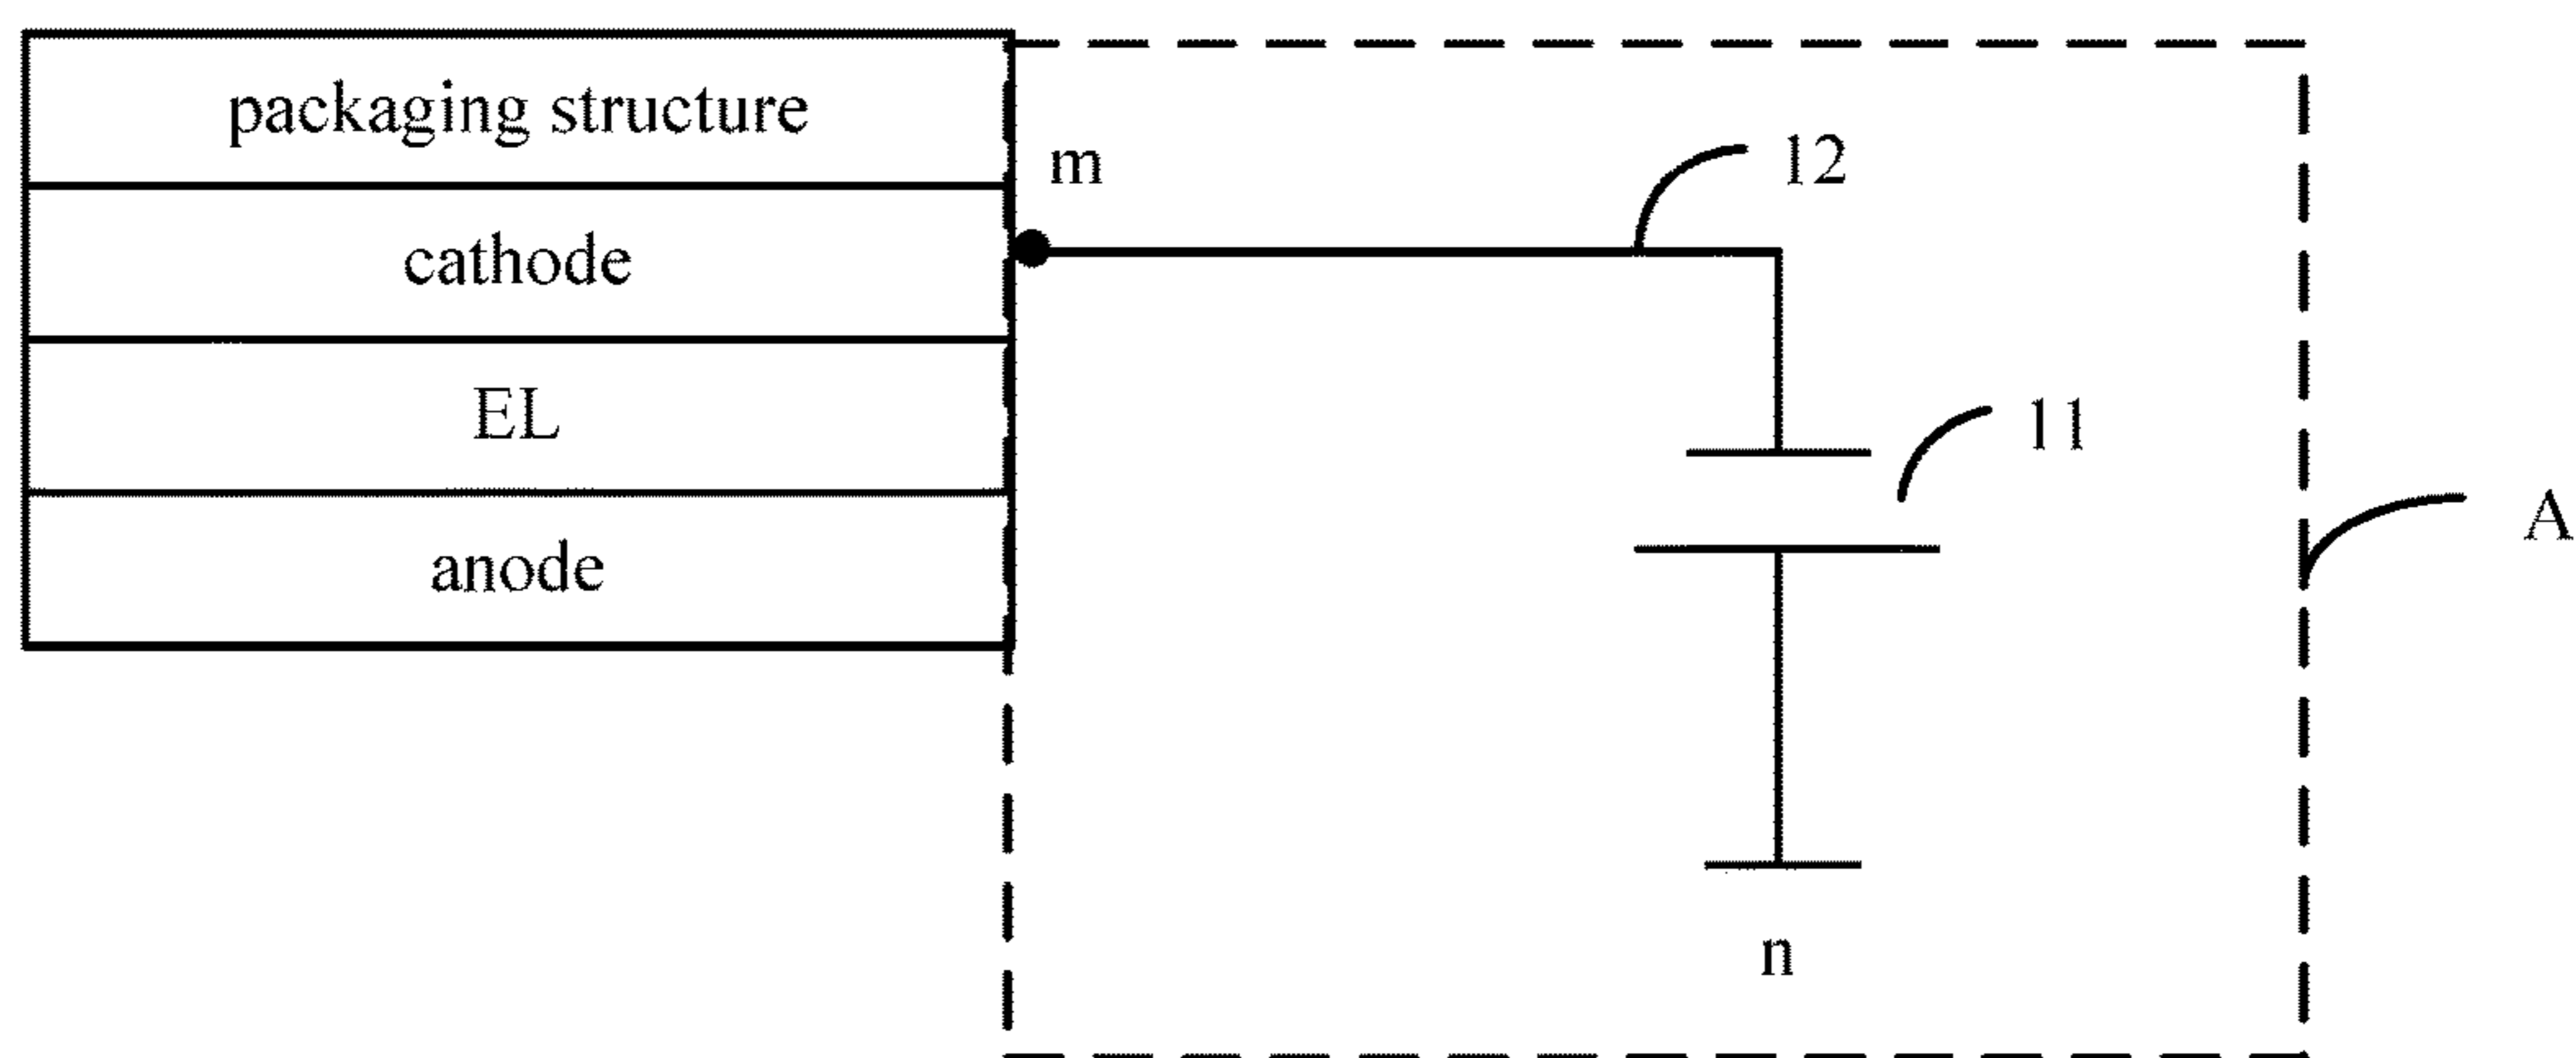 packaging structure
m
12
cathode
11
EL
A
anode
n